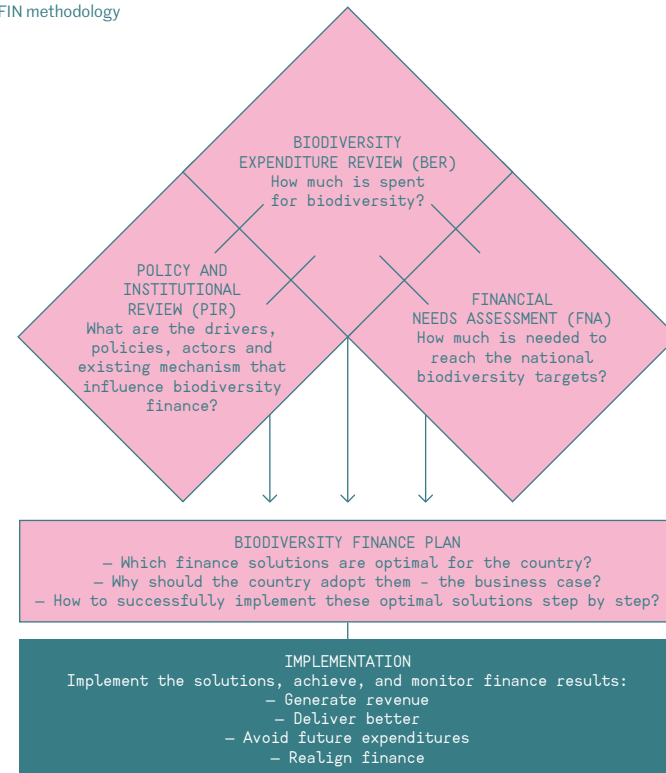 FIN methodology
BIODIVERSITY
EXPENDITURE REVIEW (BER)
How much is spent
for biodiversity?
POLICY AND
INSTITUTIONAL
REVIEW (PIR)
What are the drivers,
policies, actors and
existing mechanism that
influence biodiversity
finance?
FINANCIAL
NEEDS ASSESSMENT (FNA)
How much is needed to
reach the national
biodiversity targets?
BIODIVERSITY FINANCE PLAN
— Which finance solutions are optimal for the country?
— Why should the country adopt them - the business case?
— How to successfully implement these optimal solutions step by step?
IMPLEMENTATION
Implement the solutions, achieve, and monitor finance results:
— Generate revenue
— Deliver better
— Avoid future expenditures
— Realign finance